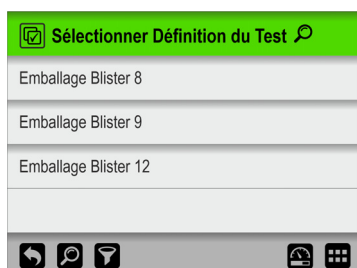 Sélectionner Définition du Test
Emballage Blister 8
Emballage Blister 9
Emballage Blister 12